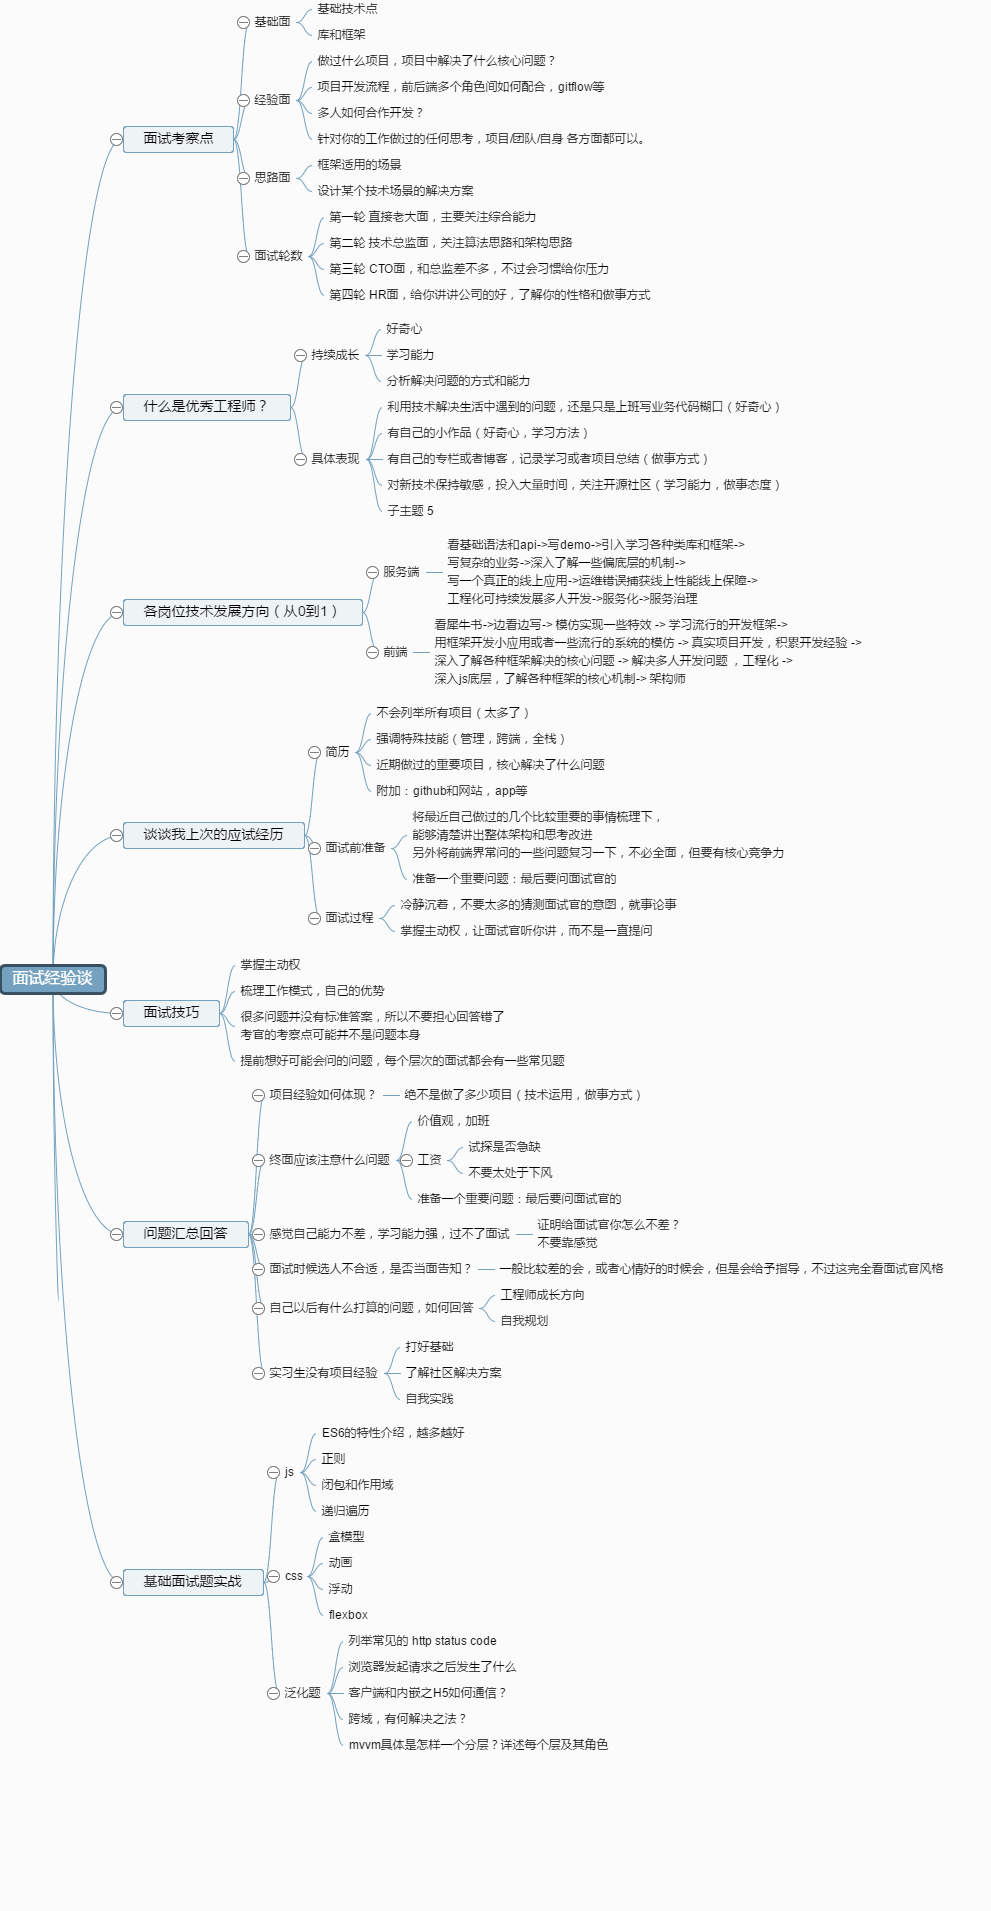 面试经验谈
面试考察点
基础面
基础技术点
库和框架
经验面
做过什么项目，项目中解决了什么核心问题？
项目开发流程，前后端多个角色间如何配合，gitflow等
多人如何合作开发？
针对你的工作做过的任何思考，项目/团队/自身 各方面都可以。
思路面
框架适用的场景
设计某个技术场景的解决方案
面试轮数
第一轮 直接老大面，主要关注综合能力
第二轮 技术总监面，关注算法思路和架构思路
第三轮 CTO面，和总监差不多，不过会习惯给你压力
第四轮 HR面，给你讲讲公司的好，了解你的性格和做事方式
什么是优秀工程师？
持续成长
好奇心
学习能力
分析解决问题的方式和能力
具体表现
利用技术解决生活中遇到的问题，还是只是上班写业务代码糊口（好奇心）
有自己的小作品（好奇心，学习方法）
有自己的专栏或者博客，记录学习或者项目总结（做事方式）
对新技术保持敏感，投入大量时间，关注开源社区（学习能力，做事态度）
子主题 5
各岗位技术发展方向（从0到1）
服务端
看基础语法和api->写demo->引入学习各种类库和框架->
写复杂的业务->深入了解一些偏底层的机制->
写一个真正的线上应用->运维错误捕获线上性能线上保障->
工程化可持续发展多人开发->服务化->服务治理
前端
看犀牛书->边看边写-> 模仿实现一些特效 -> 学习流行的开发框架->
用框架开发小应用或者一些流行的系统的模仿 -> 真实项目开发，积累开发经验 ->
深入了解各种框架解决的核心问题 -> 解决多人开发问题 ，工程化 ->
深入js底层，了解各种框架的核心机制-> 架构师
谈谈我上次的应试经历
简历
不会列举所有项目（太多了）
强调特殊技能（管理，跨端，全栈）
近期做过的重要项目，核心解决了什么问题
附加：github和网站，app等
面试前准备
将最近自己做过的几个比较重要的事情梳理下，
能够清楚讲出整体架构和思考改进
另外将前端界常问的一些问题复习一下，不必全面，但要有核心竞争力
准备一个重要问题：最后要问面试官的
面试过程
冷静沉着，不要太多的猜测面试官的意图，就事论事
掌握主动权，让面试官听你讲，而不是一直提问
面试技巧
掌握主动权
梳理工作模式，自己的优势
很多问题并没有标准答案，所以不要担心回答错了
考官的考察点可能并不是问题本身
提前想好可能会问的问题，每个层次的面试都会有一些常见题
问题汇总回答
项目经验如何体现？
绝不是做了多少项目（技术运用，做事方式）
终面应该注意什么问题
价值观，加班
工资
试探是否急缺
不要太处于下风
准备一个重要问题：最后要问面试官的
感觉自己能力不差，学习能力强，过不了面试
证明给面试官你怎么不差？
不要靠感觉
面试时候选人不合适，是否当面告知？
一般比较差的会，或者心情好的时候会，但是会给予指导，不过这完全看面试官风格
自己以后有什么打算的问题，如何回答
工程师成长方向
自我规划
实习生没有项目经验
打好基础
了解社区解决方案
自我实践
基础面试题实战
js
ES6的特性介绍，越多越好
正则
闭包和作用域
递归遍历
css
盒模型
动画
浮动
flexbox
泛化题
列举常见的 http status code
浏览器发起请求之后发生了什么
客户端和内嵌之H5如何通信？
跨域，有何解决之法？
mvvm具体是怎样一个分层？详述每个层及其角色